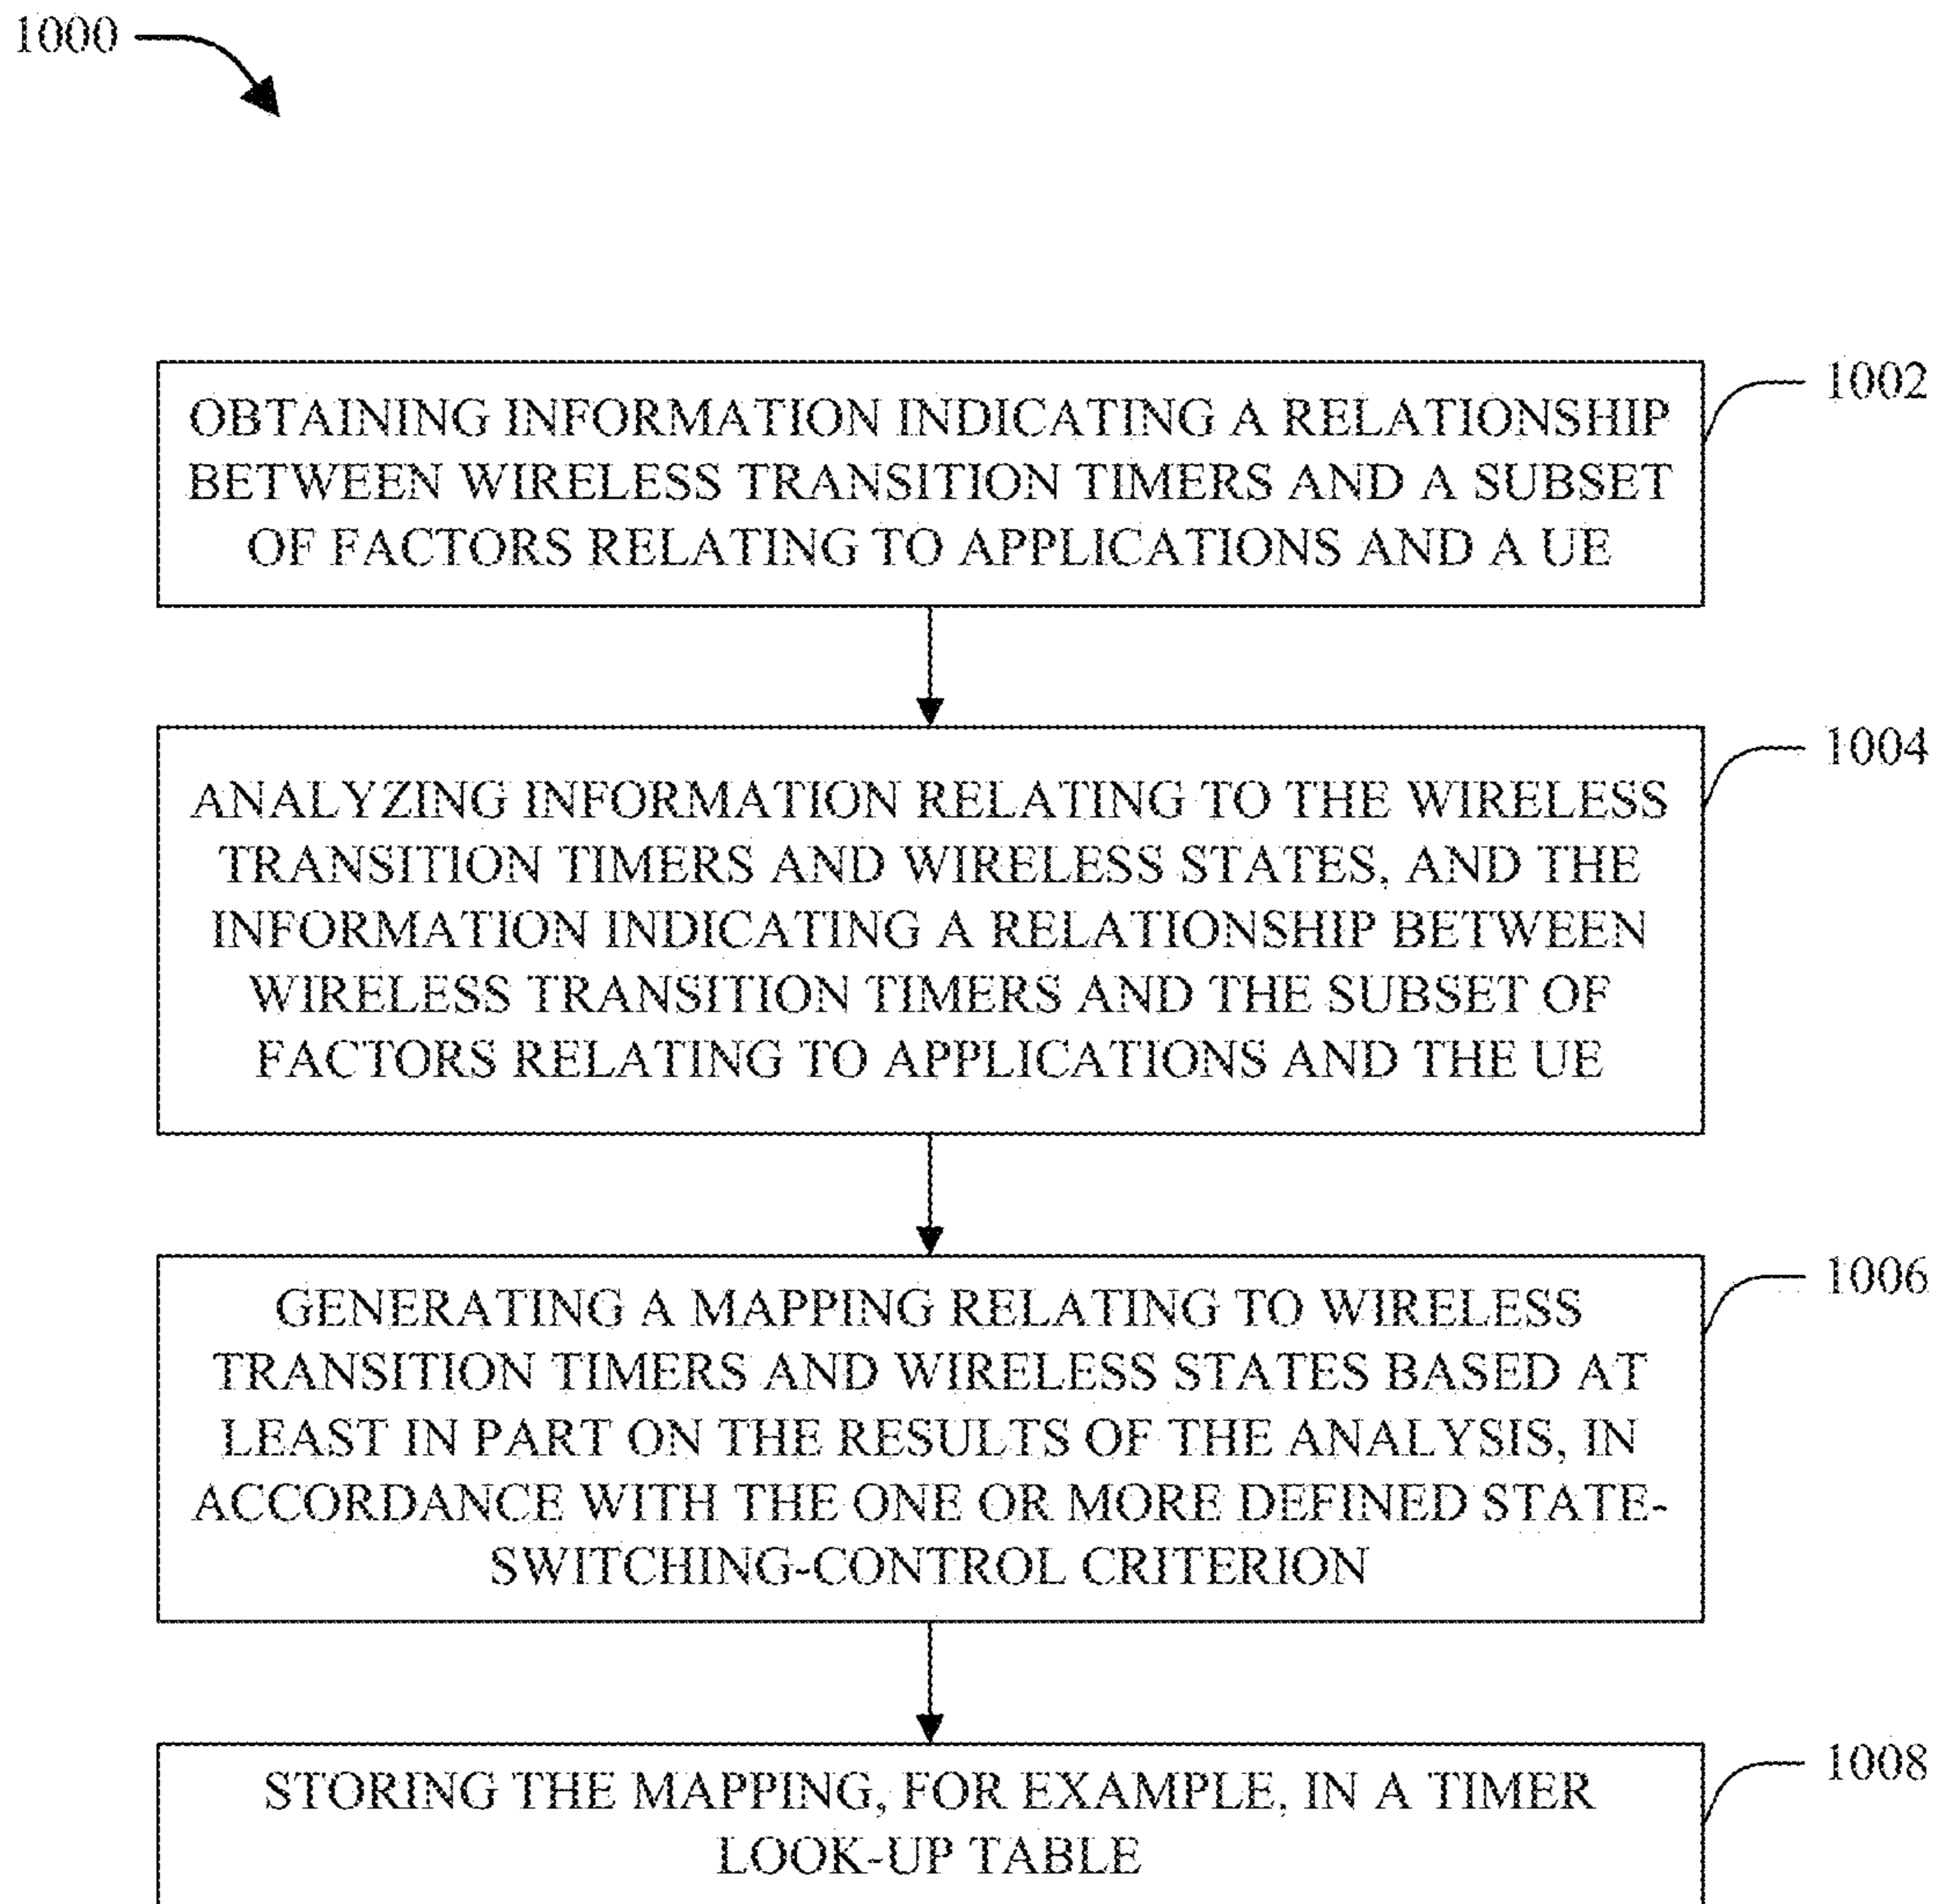 1000
1002
OBTAINING INFORMATION INDICATING A RELATIONSHIP
BETWEEN WIRELESS TRANSITION TIMERS AND A SUBSET
OF FACTORS RELATING TO APPLICATIONS AND A UE
1004
ANALYZING INFORMATION RELATING TO THE WIRELESS
TRANSITION TIMERS AND WIRELESS STATES, AND THE
INFORMATION INDICATING A RELATIONSHIP BETWEEN
WIRELESS TRANSITION TIMERS AND THE SUBSET OF
FACTORS RELATING TO APPLICATIONS AND THE UE
1006
GENERATING A MAPPING RELATING TO WIRELESS
TRANSITION TIMERS AND WIRELESS STATES BASED AT
LEAST IN PART ON THE RESULTS OF THE ANALYSIS, IN
ACCORDANCE WITH THE ONE OR MORE DEFINED STATE-
SWITCHING-CONTROL CRITERION
1008
STORING THE MAPPING, FOR EXAMPLE, IN A TIMER
LOOK-UP TABLE